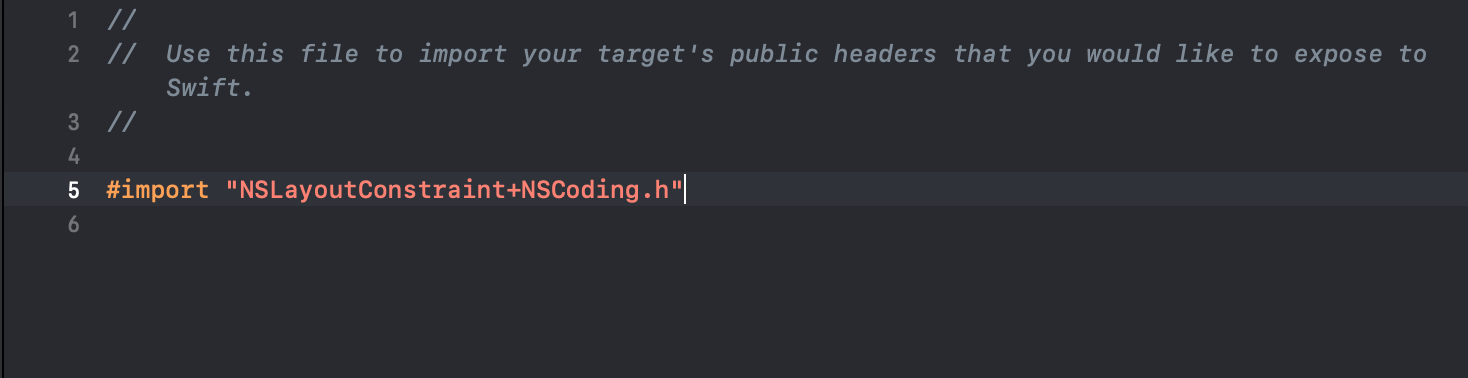 1 //
2 //  Use this file to import your target's public headers that you would like to expose to
Swift.
3 //
4
5 #import "NSLayoutConstraint+NSCoding.h"
6